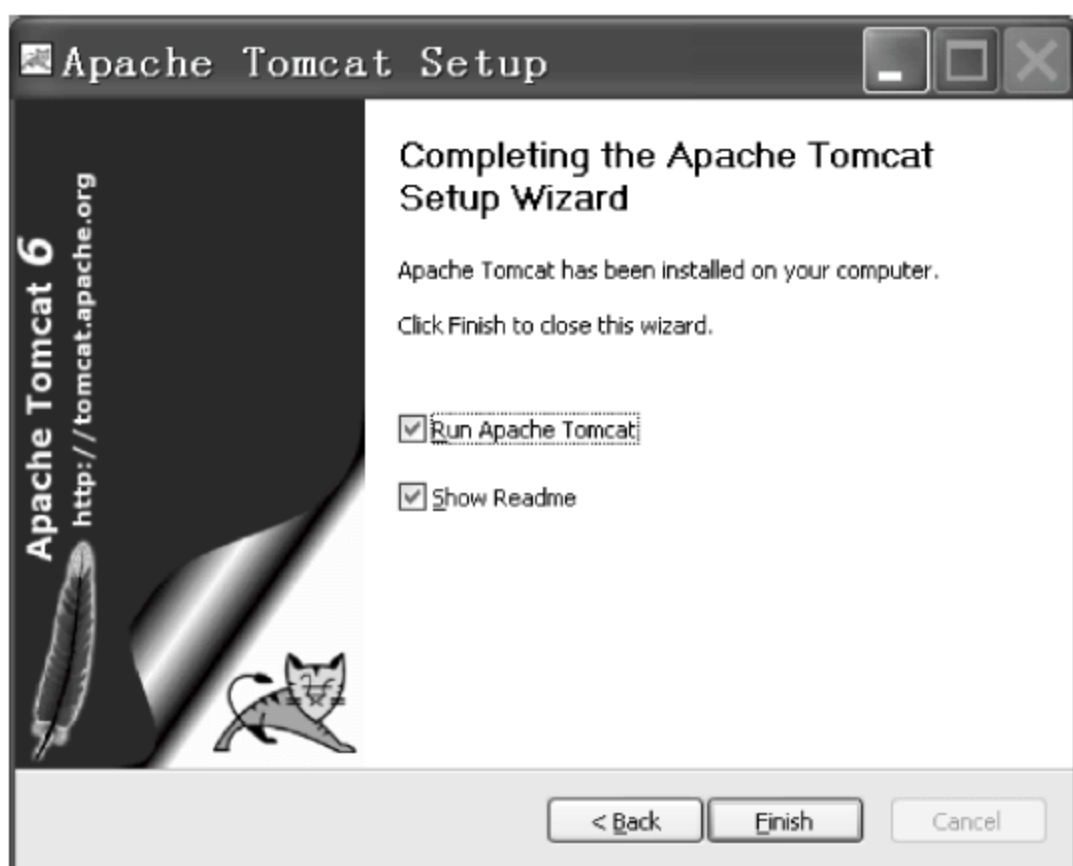 Apache Tomcat Setup
Apache Tomcat 6
http://tomcat.apache.org
Completing the Apache Tomcat
Setup Wizard
Apache Tomcat has been installed on your computer.
Click Finish to close this wizard.
Run Apache Tomcat
Show Readme
< Back Finish Cancel